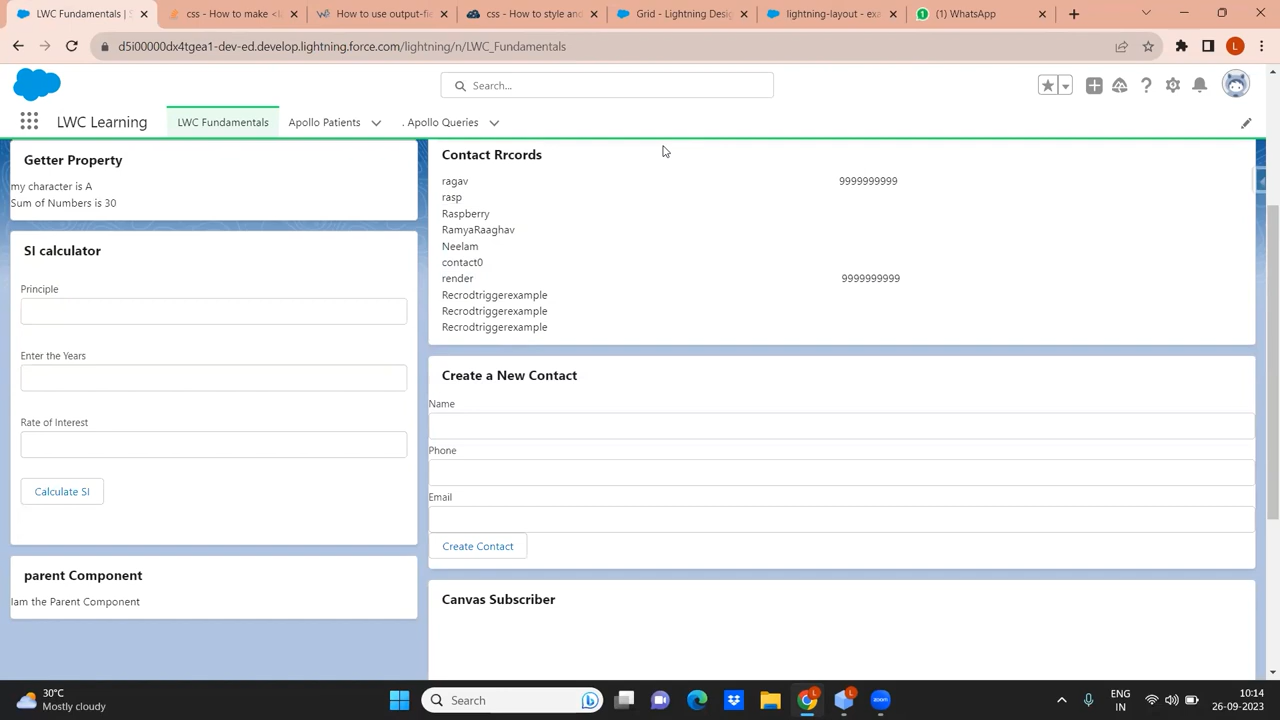 LWC Fundamentals | S
css - How to make <l
How to use output-fie
css - How to style and
Grid - Lightning Desig
lightning-layout - exa
(1) WhatsApp
d5i00000dx4tgea1-dev-ed.develop.lightning.force.com/lightning/n/LWC_Fundamentals
L
Search...
LWC Learning
LWC Fundamentals
Apollo Patients
. Apollo Queries
Getter Property
my character is A
Sum of Numbers is 30
SI calculator
Principle
Enter the Years
Rate of Interest
Calculate SI
parent Component
Iam the Parent Component
Contact Rrcords
ragav 9999999999
rasp
Raspberry
RamyaRaaghav
Neelam
contact0
render 9999999999
Recrodtriggerexample
Recrodtriggerexample
Recrodtriggerexample
Create a New Contact
Name
Phone
Email
Create Contact
Canvas Subscriber
30°C
Mostly cloudy
Search
ENG
IN
10:14
26-09-2023